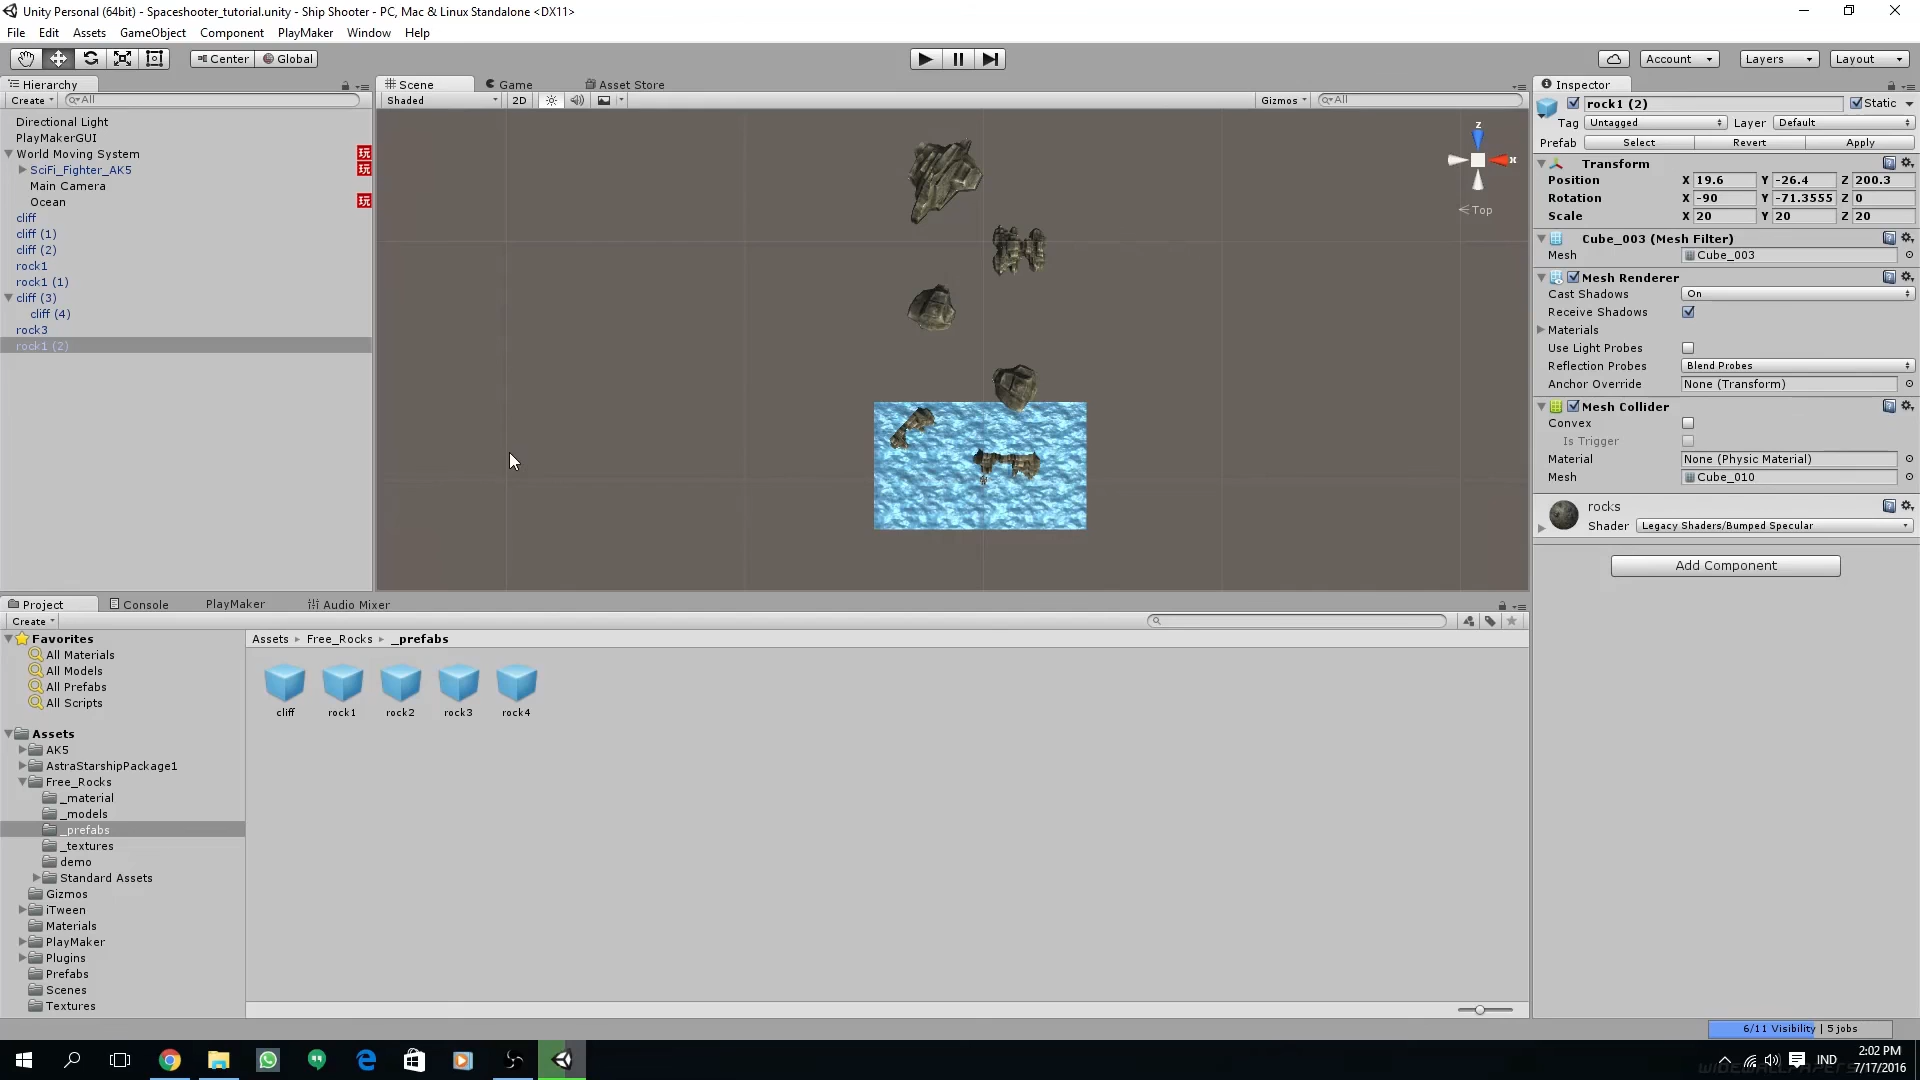 Unity Personal (64bit) - Spaceshooter_tutorial.unity - Ship Shooter - PC, Mac & Linux Standalone <DX11>
File Edit Assets GameObject Component PlayMaker Window Help
Center Global Account Layers Layout
Hierarchy
Create All
Directional Light
PlayMakerGUI
World Moving System 玩
SciFi_Fighter_AK5 玩
Main Camera
Ocean 玩
cliff
cliff (1)
cliff (2)
rock1
rock1 (1)
cliff (3)
cliff (4)
rock3
rock1 (2)
Scene Game Asset Store
Shaded 2D Gizmos All
z
x
Top
Inspector
rock1 (2) Static
Tag Untagged Layer Default
Prefab Select Revert Apply
Transform
Position X 19.6 Y -26.4 Z 200.3
Rotation X -90 Y -71.3555 Z 0
Scale X 20 Y 20 Z 20
Cube_003 (Mesh Filter)
Mesh Cube_003
Mesh Renderer
Cast Shadows On
Receive Shadows
Materials
Use Light Probes
Reflection Probes Blend Probes
Anchor Override None (Transform)
Mesh Collider
Convex
Is Trigger
Material None (Physic Material)
Mesh Cube_010
rocks
Shader Legacy Shaders/Bumped Specular
Add Component
Project Console PlayMaker Audio Mixer
Create
Favorites
All Materials
All Models
All Prefabs
All Scripts
Assets
AK5
AstraStarshipPackage1
Free_Rocks
_material
_models
_prefabs
_textures
demo
Standard Assets
Gizmos
iTween
Materials
PlayMaker
Plugins
Prefabs
Scenes
Textures
Assets Free_Rocks _prefabs
cliff rock1 rock2 rock3 rock4
6/11 Visibility | 5 jobs
IND
2:02 PM
7/17/2016